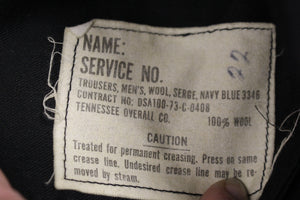 NAME:
SERVICE NO.
22
TROUSERS, MEN'S, WOOL, SERGE, NAVY BLUE 3346
CONTRACT NO: DSA100-73-C-0408
TENNESSEE OVERALL CO. 100% WOOL
CAUTION
Treated for permanent creasing. Press on same
crease line. Undesired crease line may be re-
moved by steam.